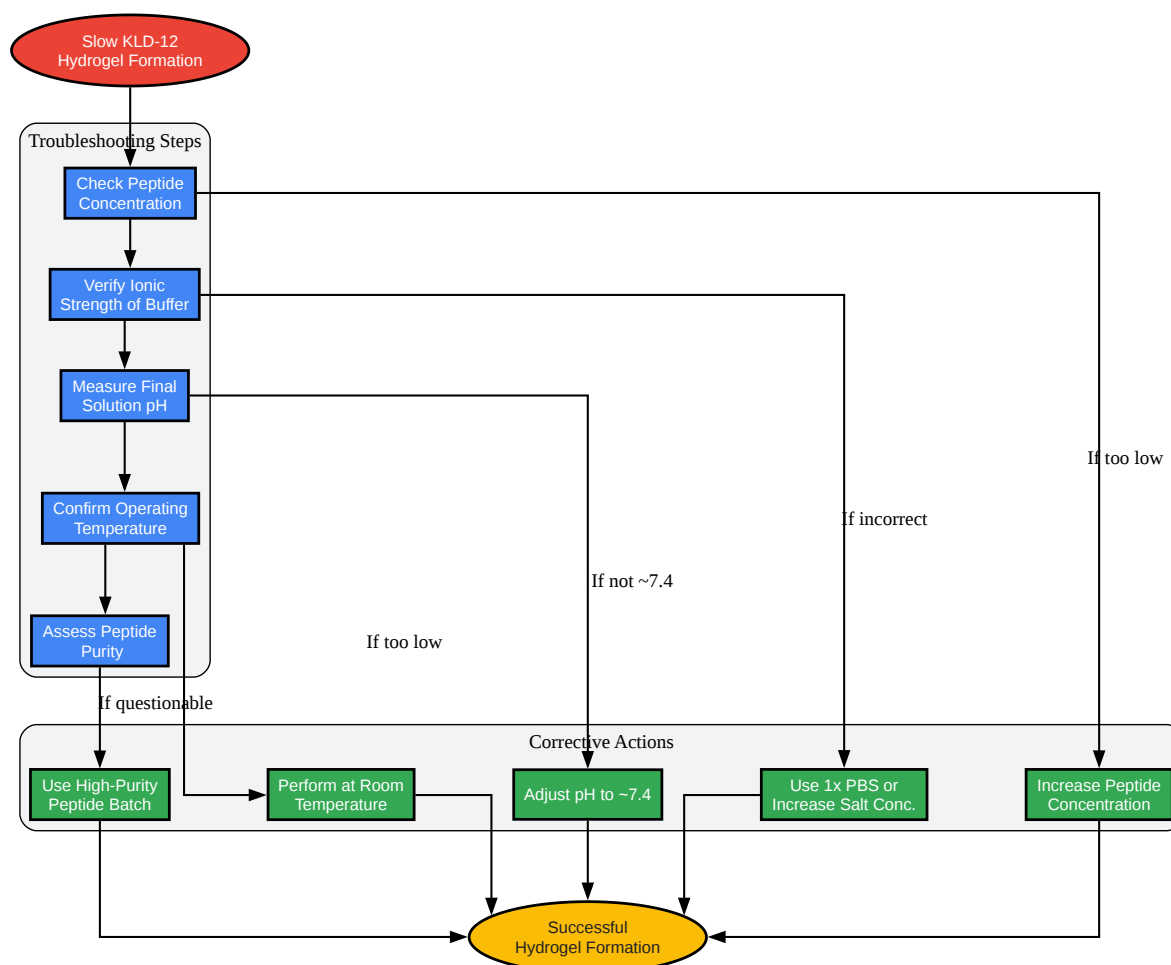 Slow KLD-12
Hydrogel Formation
Troubleshooting Steps
Check Peptide
Concentration
Verify Ionic
Strength of Buffer
Measure Final
Solution pH
If too low
Confirm Operating
Temperature
If incorrect
If not ~7.4
Assess Peptide
Purity
If too low
If questionable
Corrective Actions
Use High-Purity
Peptide Batch
Perform at Room
Temperature
Adjust pH to ~7.4
Use 1x PBS or
Increase Salt Conc.
Increase Peptide
Concentration
Successful
Hydrogel Formation